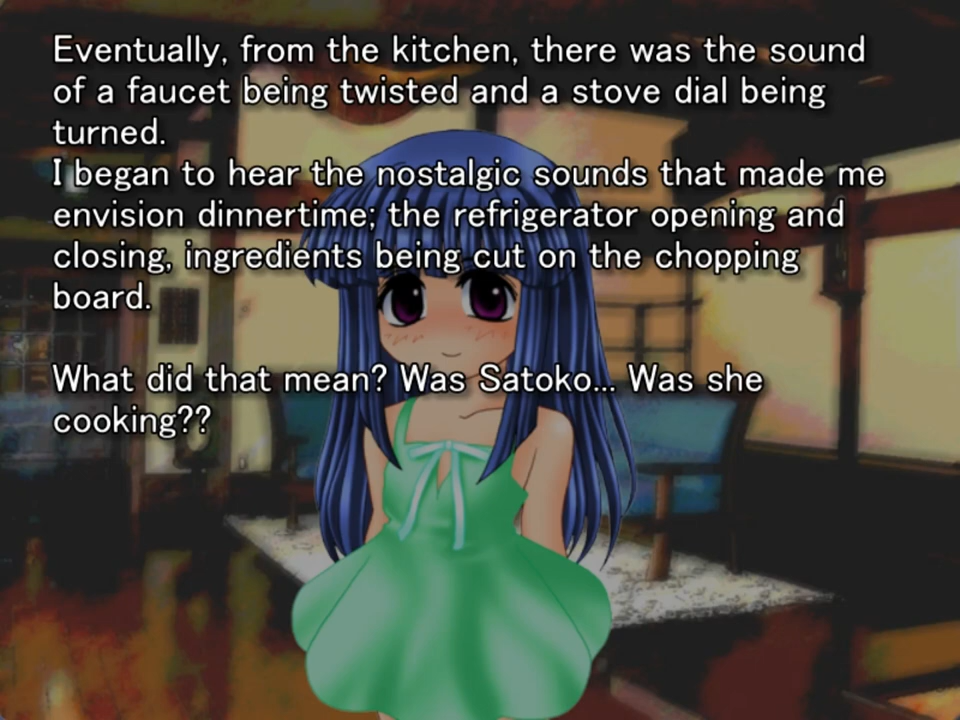 Eventually, from the kitchen, there was the sound
of a faucet being twisted and a stove dial being
turned.
I began to hear the nostalgic sounds that made me
envision dinnertime; the refrigerator opening and
closing, ingredients being cut on the chopping
board.
What did that mean? Was Satoko... Was she
cooking??